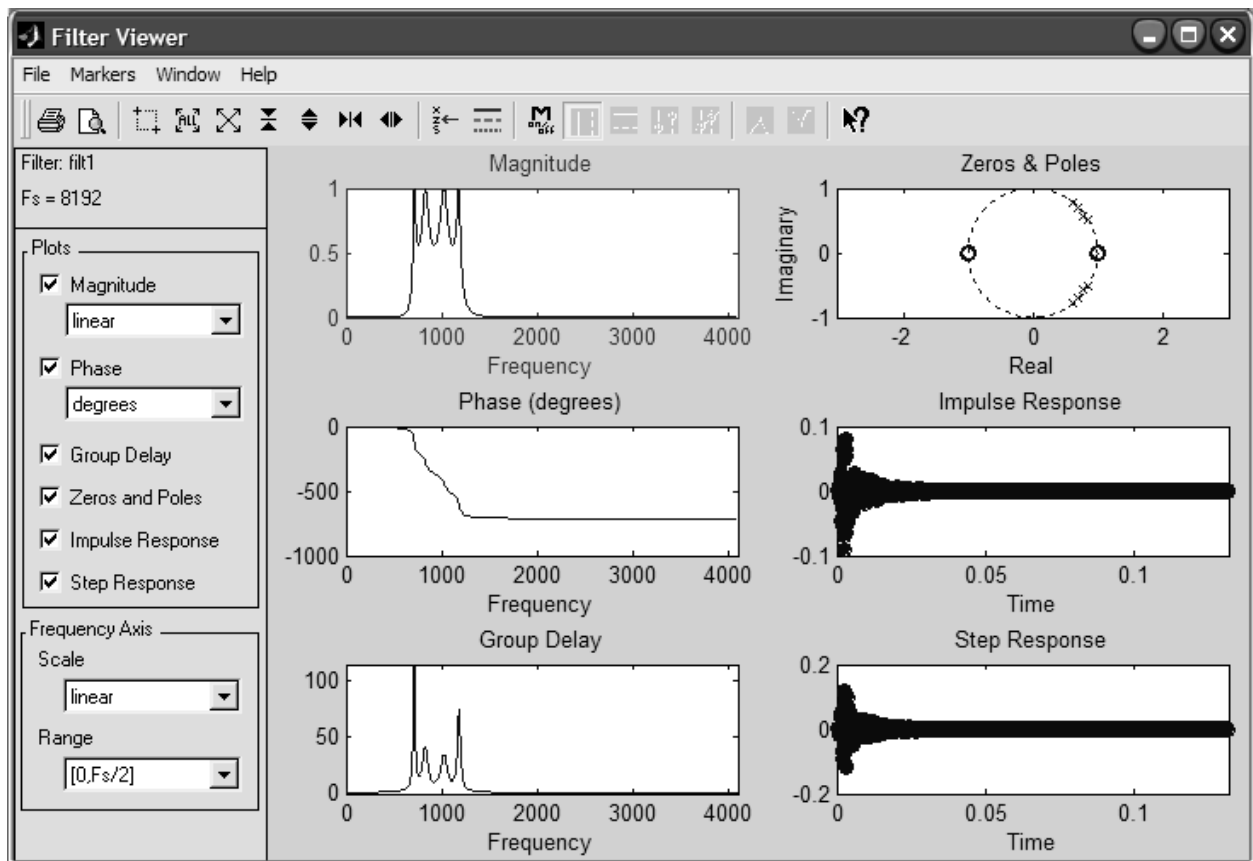 Filter Viewer
File Markers Window Help
ALL
x
z
s
M
on/off
?
Filter: filt1
Fs = 8192
Plots
Magnitude
linear
Phase
degrees
Group Delay
Zeros and Poles
Impulse Response
Step Response
Frequency Axis
Scale
linear
Range
[0,Fs/2]
Magnitude
1
0.5
0
0 1000 2000 3000 4000
Frequency
Zeros & Poles
Imaginary
1
0
-1
-2 0 2
Real
Phase (degrees)
0
-500
-1000
0 1000 2000 3000 4000
Frequency
Impulse Response
0.1
0
-0.1
0 0.05 0.1
Time
Group Delay
100
50
0
0 1000 2000 3000 4000
Frequency
Step Response
0.2
0
-0.2
0 0.05 0.1
Time